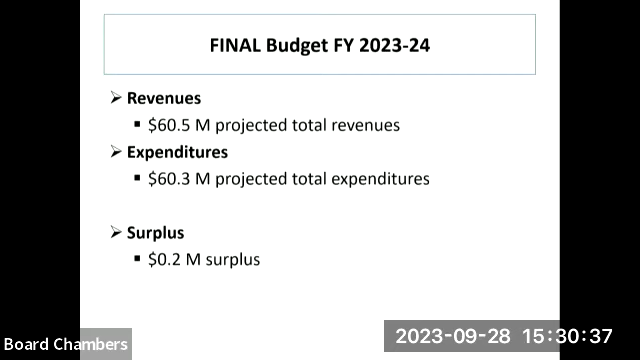 FINAL Budget FY 2023-24
➢ Revenues
▪ $60.5 M projected total revenues
➢ Expenditures
▪ $60.3 M projected total expenditures
➢ Surplus
▪ $0.2 M surplus
Board Chambers
2023-09-28 15:30:37